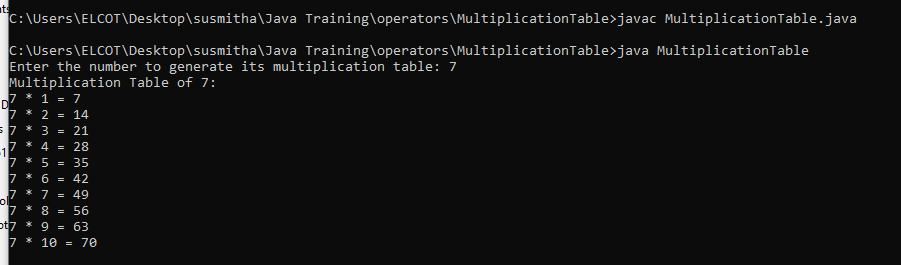 C:\Users\ELCOT\Desktop\susmitha\Java Training\operators\MultiplicationTable>javac MultiplicationTable.java
C:\Users\ELCOT\Desktop\susmitha\Java Training\operators\MultiplicationTable>java MultiplicationTable
Enter the number to generate its multiplication table: 7
Multiplication Table of 7:
7 * 1 = 7
7 * 2 = 14
7 * 3 = 21
7 * 4 = 28
7 * 5 = 35
7 * 6 = 42
7 * 7 = 49
7 * 8 = 56
7 * 9 = 63
7 * 10 = 70